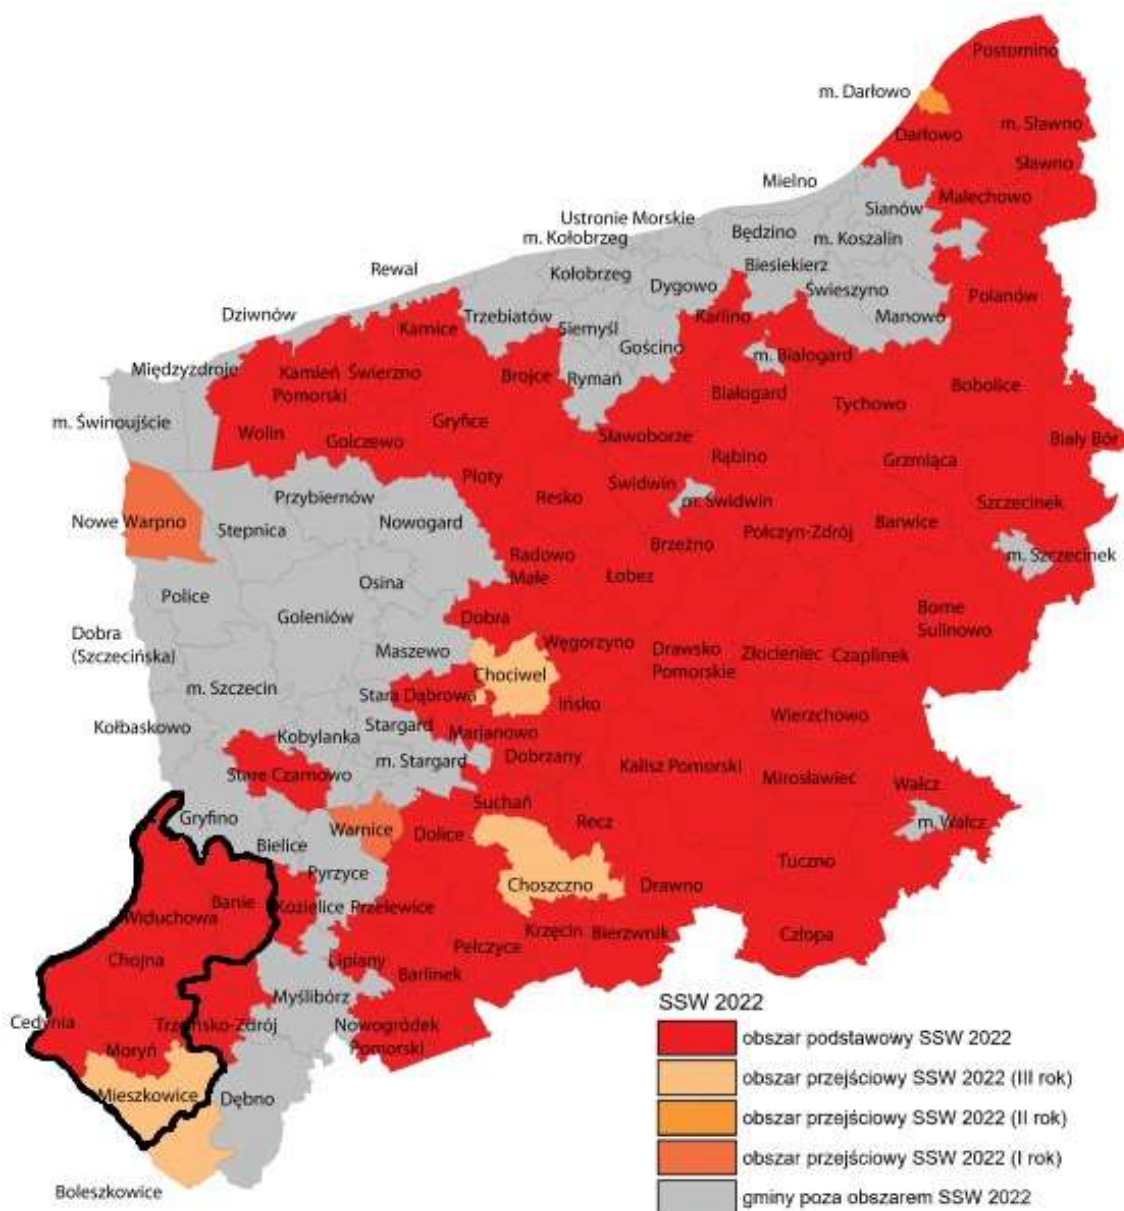 Postomino
m. Darłowo
Darłowo
m. Sławno
Sławno
Mielno
Malechowo
Sianów
Ustronie Morskie
m. Kołobrzeg
Będzino
m. Koszalin
Rewal
Kołobrzeg
Biesiekierz
Dygowo
Świeszyno
Polanów
Dziwnów
Trzebiatów
Karlino
Manowo
Karnice
Siemyśl
Gościno
m. Białogard
Międzyzdroje
Kamień
Pomorski
Świerzno
Brojce
Rymań
Białogard
Tychowo
Bobolice
m. Świnoujście
Wolin
Golczewo
Gryfice
Sławoborze
Biały Bór
Rąbino
Grzmiąca
Płoty
Resko
Świdwin
m. Świdwin
Szczecinek
Przybiernów
Nowe Warpno
Stepnica
Nowogard
Brzeżno
Połczyn-Zdrój
Barwice
m. Szczecinek
Radowo
Małe
Łobez
Osina
Police
Goleniów
Dobra
Borne
Sulinowo
Dobra
(Szczecińska)
Maszewo
Węgorzyno
Drawsko
Pomorskie
Złocieniec
Czaplinek
m. Szczecin
Chociwel
Stara Dąbrowa
Ińsko
Wierzchowo
Kołbaskowo
Kobylanka
Stargard
Marianowo
m. Stargard
Dobrzany
Kalisz Pomorski
Mirosławiec
Wałcz
Stare Czarnowo
Suchań
m. Wałcz
Gryfino
Warnice
Dolice
Recz
Bielice
Tuczno
Pyrzyce
Choszczno
Drawno
Banie
Kozielice
Przelewice
Widuchowa
Krzęcin
Bierzwnik
Człopa
Pełczyce
Chojna
Lipiany
Barlinek
Myślibórz
Cedynia
Trzcińsko-Zdrój
Nowogródek
Pomorski
Moryń
Mieszkowice
Dębno
Boleszkowice
SSW 2022
obszar podstawowy SSW 2022
obszar przejściowy SSW 2022 (III rok)
obszar przejściowy SSW 2022 (II rok)
obszar przejściowy SSW 2022 (I rok)
gminy poza obszarem SSW 2022